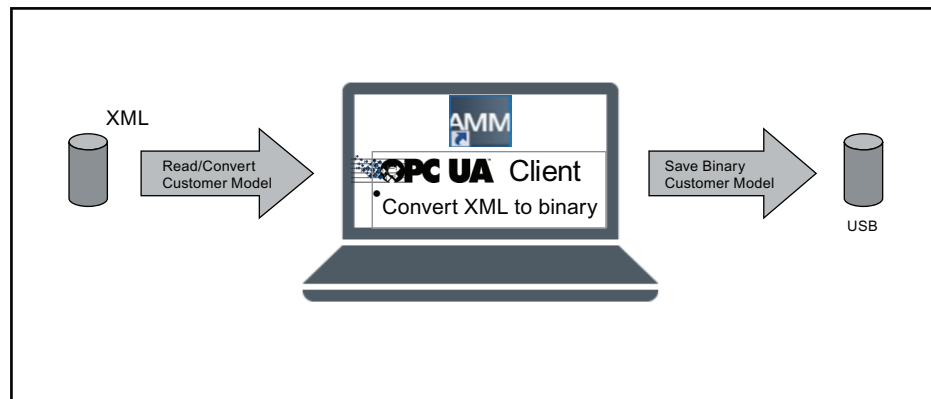 XML
Read/Convert
Customer Model
AMM
OPC UA Client
• Convert XML to binary
Save Binary
Customer Model
USB